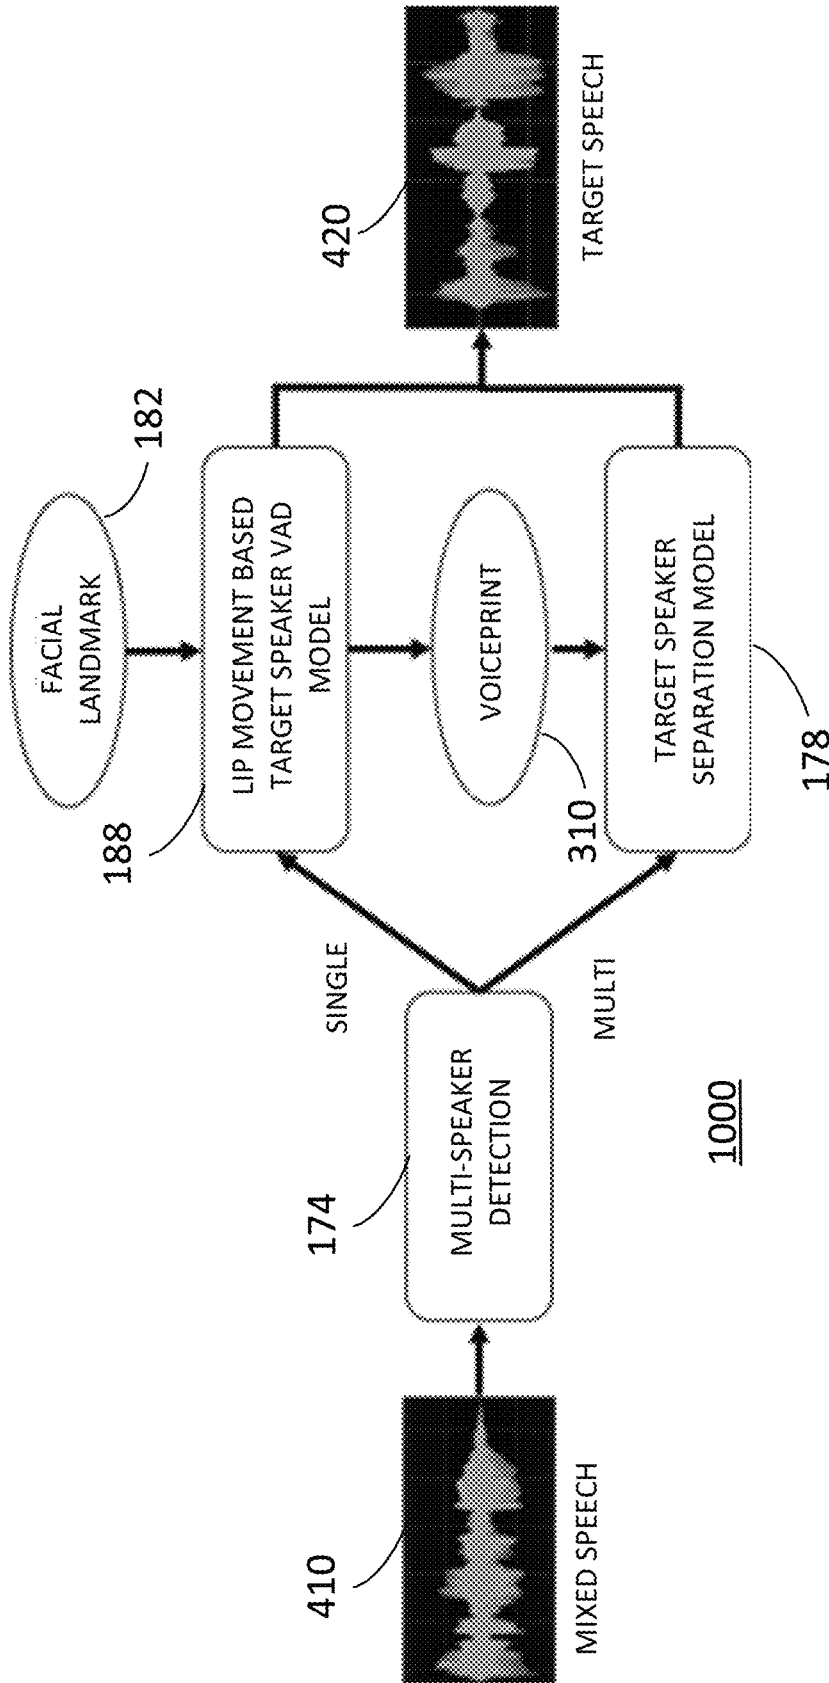 410
MIXED SPEECH
174
MULTI-SPEAKER
DETECTION
SINGLE
MULTI
1000
182
FACIAL
LANDMARK
188
LIP MOVEMENT BASED
TARGET SPEAKER VAD
MODEL
VOICEPRINT
310
TARGET SPEAKER
SEPARATION MODEL
178
420
TARGET SPEECH